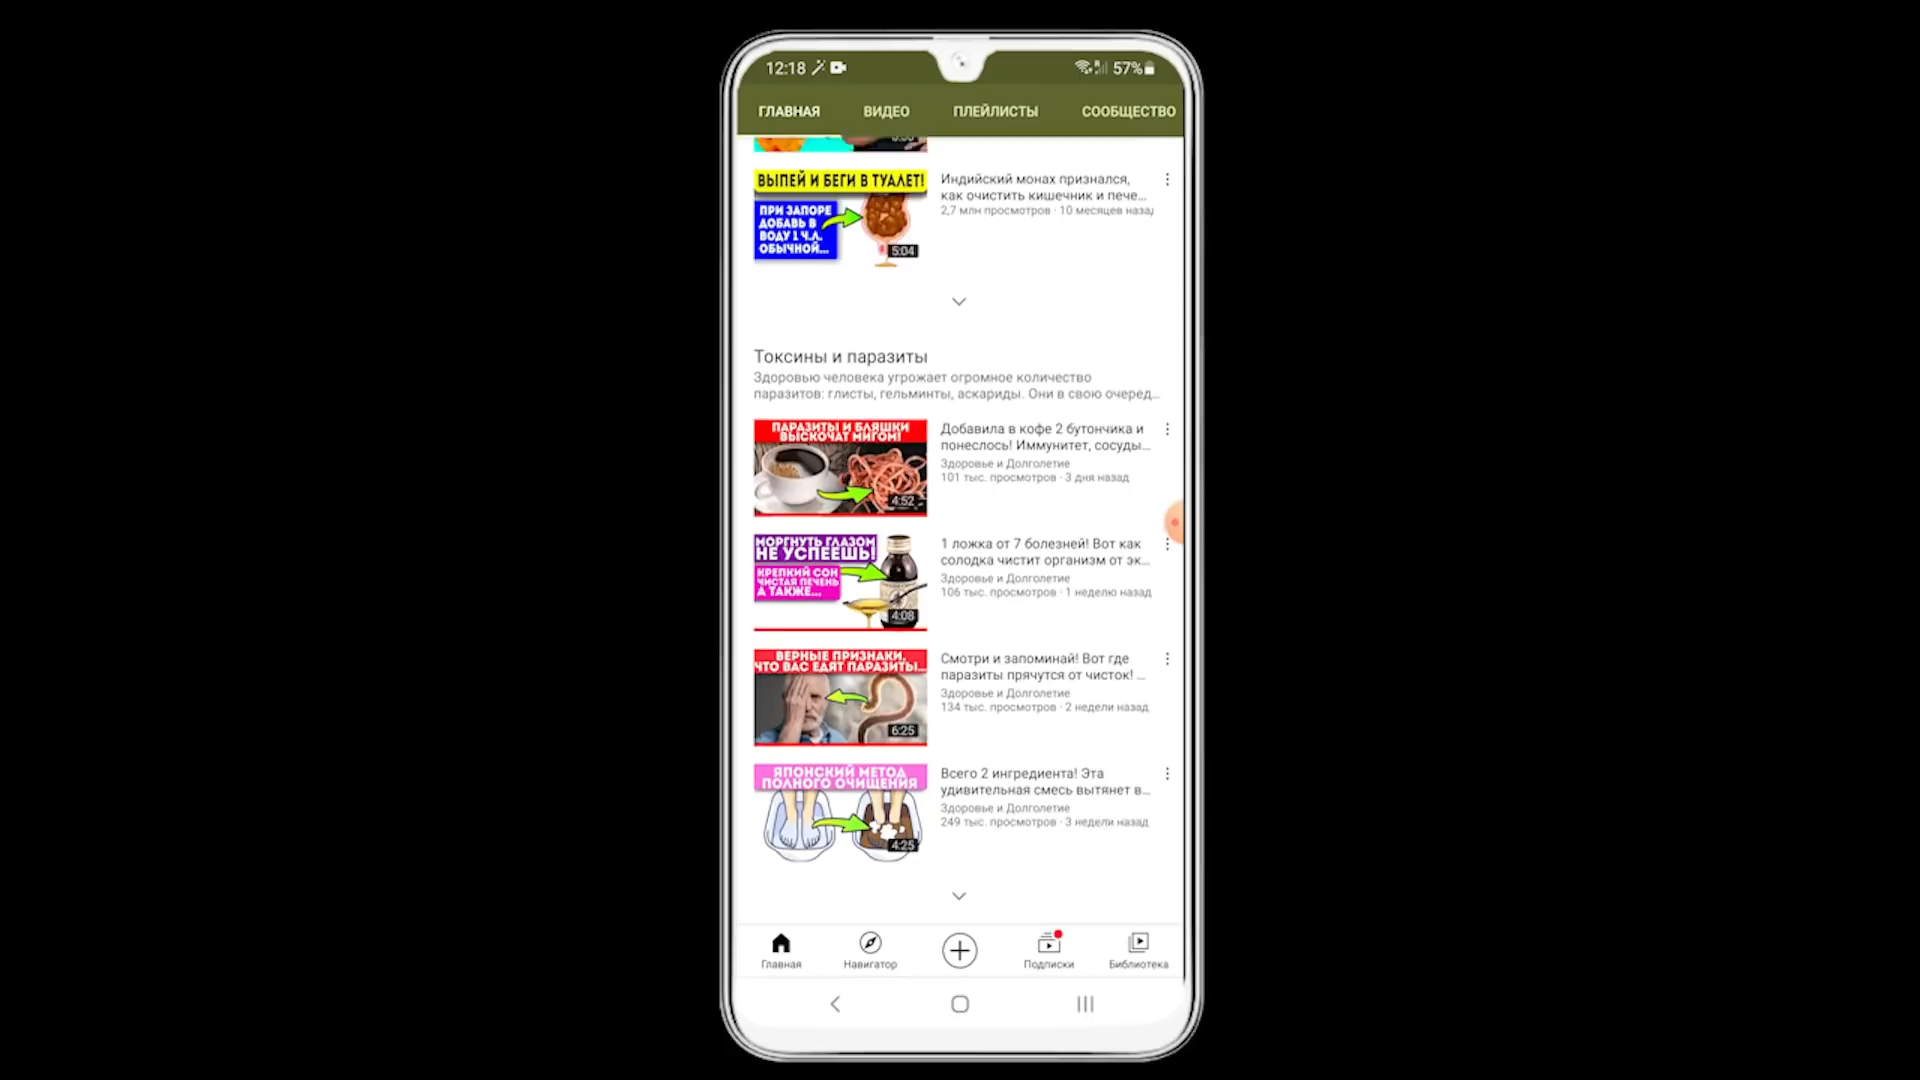 12:18
57%
ГЛАВНАЯ
ВИДЕО
ПЛЕЙЛИСТЫ
СООБЩЕСТВО
ВЫПЕЙ И БЕГИ В ТУАЛЕТ!
ПРИ ЗАПОРЕ
ДОБАВЬ В
ВОДУ 1 Ч.Л.
ОБЫЧНОЙ...
5:04
Индийский монах признался,
как очистить кишечник и пече...
2,7 млн просмотров · 10 месяцев назад
Токсины и паразиты
Здоровью человека угрожает огромное количество
паразитов: глисты, гельминты, аскариды. Они в свою очеред...
ПАРАЗИТЫ И БЛЯШКИ
ВЫСКОЧАТ МИГОМ!
4:52
Добавила в кофе 2 бутончика и
понеслось! Иммунитет, сосуды...
Здоровье и Долголетие
101 тыс. просмотров · 3 дня назад
МОРГНУТЬ ГЛАЗОМ
НЕ УСПЕЕШЬ!
КРЕПКИЙ СОН
ЧИСТАЯ ПЕЧЕНЬ
А ТАКЖЕ...
4:08
1 ложка от 7 болезней! Вот как
солодка чистит организм от эк...
Здоровье и Долголетие
106 тыс. просмотров · 1 неделю назад
ВЕРНЫЕ ПРИЗНАКИ,
ЧТО ВАС ЕДЯТ ПАРАЗИТЫ...
6:25
Смотри и запоминай! Вот где
паразиты прячутся от чисток! ...
Здоровье и Долголетие
134 тыс. просмотров · 2 недели назад
ЯПОНСКИЙ МЕТОД
ПОЛНОГО ОЧИЩЕНИЯ
4:25
Всего 2 ингредиента! Эта
удивительная смесь вытянет в...
Здоровье и Долголетие
249 тыс. просмотров · 3 недели назад
Главная
Навигатор
Подписки
Библиотека